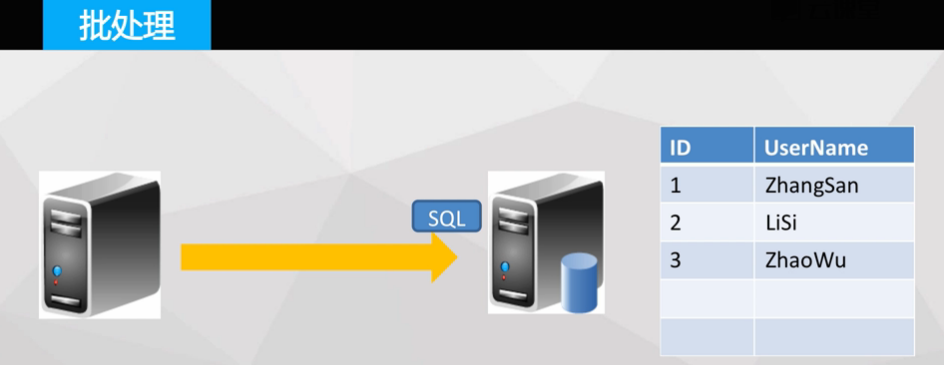 批处理
SQL
ID UserName
1 ZhangSan
2 LiSi
3 ZhaoWu